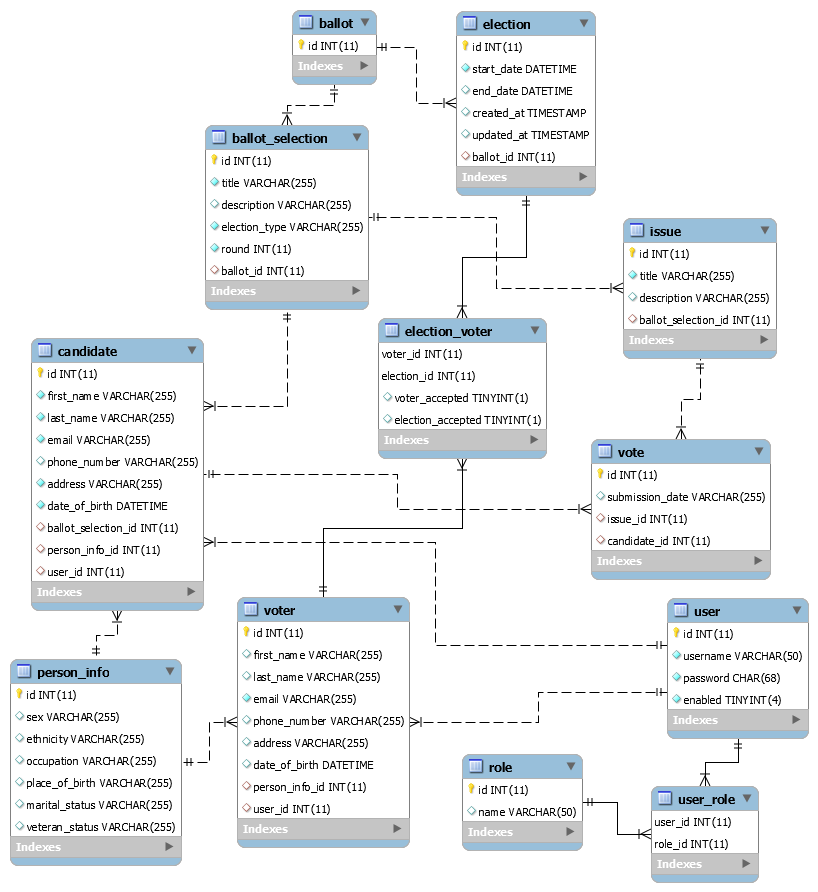 ballot
id INT(11)
Indexes
election
id INT(11)
start_date DATETIME
end_date DATETIME
created_at TIMESTAMP
updated_at TIMESTAMP
ballot_id INT(11)
Indexes
ballot_selection
id INT(11)
title VARCHAR(255)
description VARCHAR(255)
election_type VARCHAR(255)
round INT(11)
ballot_id INT(11)
Indexes
issue
id INT(11)
title VARCHAR(255)
description VARCHAR(255)
ballot_selection_id INT(11)
Indexes
election_voter
voter_id INT(11)
election_id INT(11)
voter_accepted TINYINT(1)
election_accepted TINYINT(1)
Indexes
candidate
id INT(11)
first_name VARCHAR(255)
last_name VARCHAR(255)
email VARCHAR(255)
phone_number VARCHAR(255)
address VARCHAR(255)
date_of_birth DATETIME
ballot_selection_id INT(11)
person_info_id INT(11)
user_id INT(11)
Indexes
vote
id INT(11)
submission_date VARCHAR(255)
issue_id INT(11)
candidate_id INT(11)
Indexes
voter
id INT(11)
first_name VARCHAR(255)
last_name VARCHAR(255)
email VARCHAR(255)
phone_number VARCHAR(255)
address VARCHAR(255)
date_of_birth DATETIME
person_info_id INT(11)
user_id INT(11)
Indexes
user
id INT(11)
username VARCHAR(50)
password CHAR(68)
enabled TINYINT(4)
Indexes
person_info
id INT(11)
sex VARCHAR(255)
ethnicity VARCHAR(255)
occupation VARCHAR(255)
place_of_birth VARCHAR(255)
marital_status VARCHAR(255)
veteran_status VARCHAR(255)
Indexes
role
id INT(11)
name VARCHAR(50)
Indexes
user_role
user_id INT(11)
role_id INT(11)
Indexes